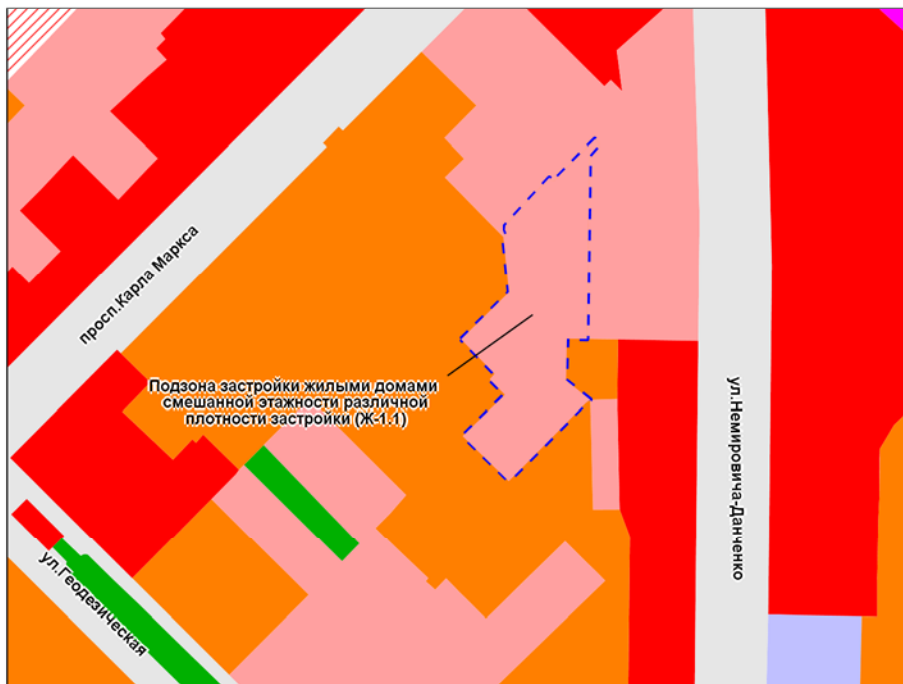 просп.Карла Маркса
Подзона застройки жилыми домами
смешанной этажности различной
плотности застройки (Ж-1.1)
ул.Немировича-Данченко
ул.Геодезическая